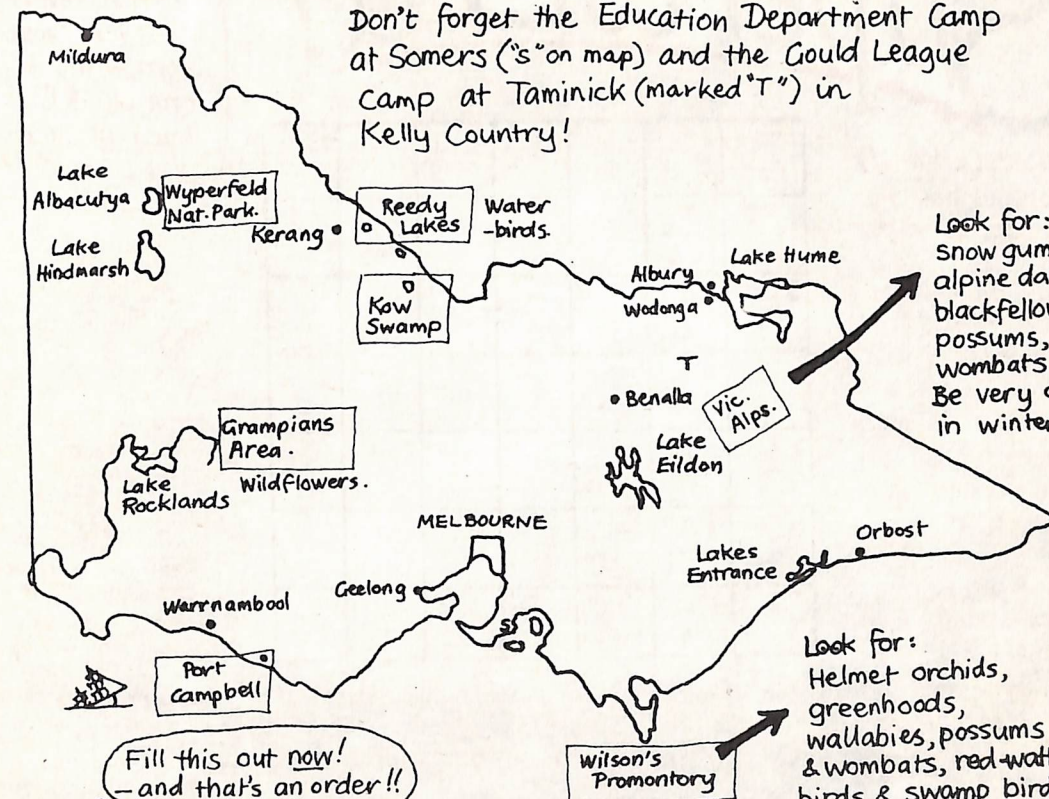 Don't forget the Education Department Camp
at Somers ("s" on map) and the Gould League
Camp at Taminick (marked "T") in
Kelly Country!
Mildura
Lake
Albacutya
Wyperfeld
Nat. Park.
Lake
Hindmarsh
Kerang
Reedy
Lakes
Water
-birds.
Kow
Swamp
Albury
Wodonga
Lake Hume
Look for:
snow gum
alpine
possums,
wombats
Be very
in
T
Benalla
Vic.
Alps.
Lake
Eildon
Grampians
Area.
Wildflowers.
Lake
Rocklands
MELBOURNE
Geelong
S
Lakes
Entrance
Orbost
Warrnambool
Port
Campbell
Wilson's
Promontory
Look for:
Helmet orchids,
greenhoods,
wallabies, possums
& wombats,
birds & swamp
Fill this out now!
- and that's an order!!